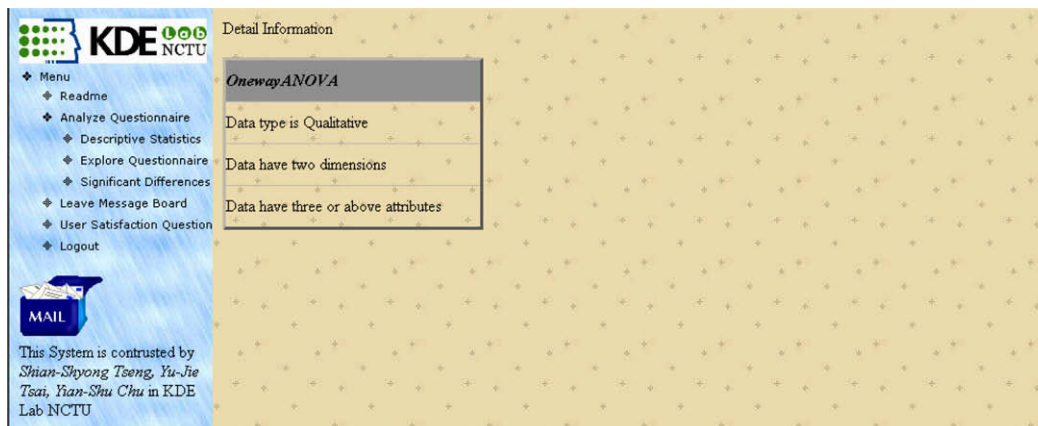 KDE Lab
NCTU
Menu
Readme
Analyze Questionnaire
Descriptive Statistics
Explore Questionnaire
Significant Differences
Leave Message Board
User Satisfaction Question
Logout
MAIL
This System is contrusted by
Shian-Shyong Tseng, Yu-Jie
Tsai, Yian-Shu Chu in KDE
Lab NCTU
Detail Information
OnewayANOVA
Data type is Qualitative
Data have two dimensions
Data have three or above attributes